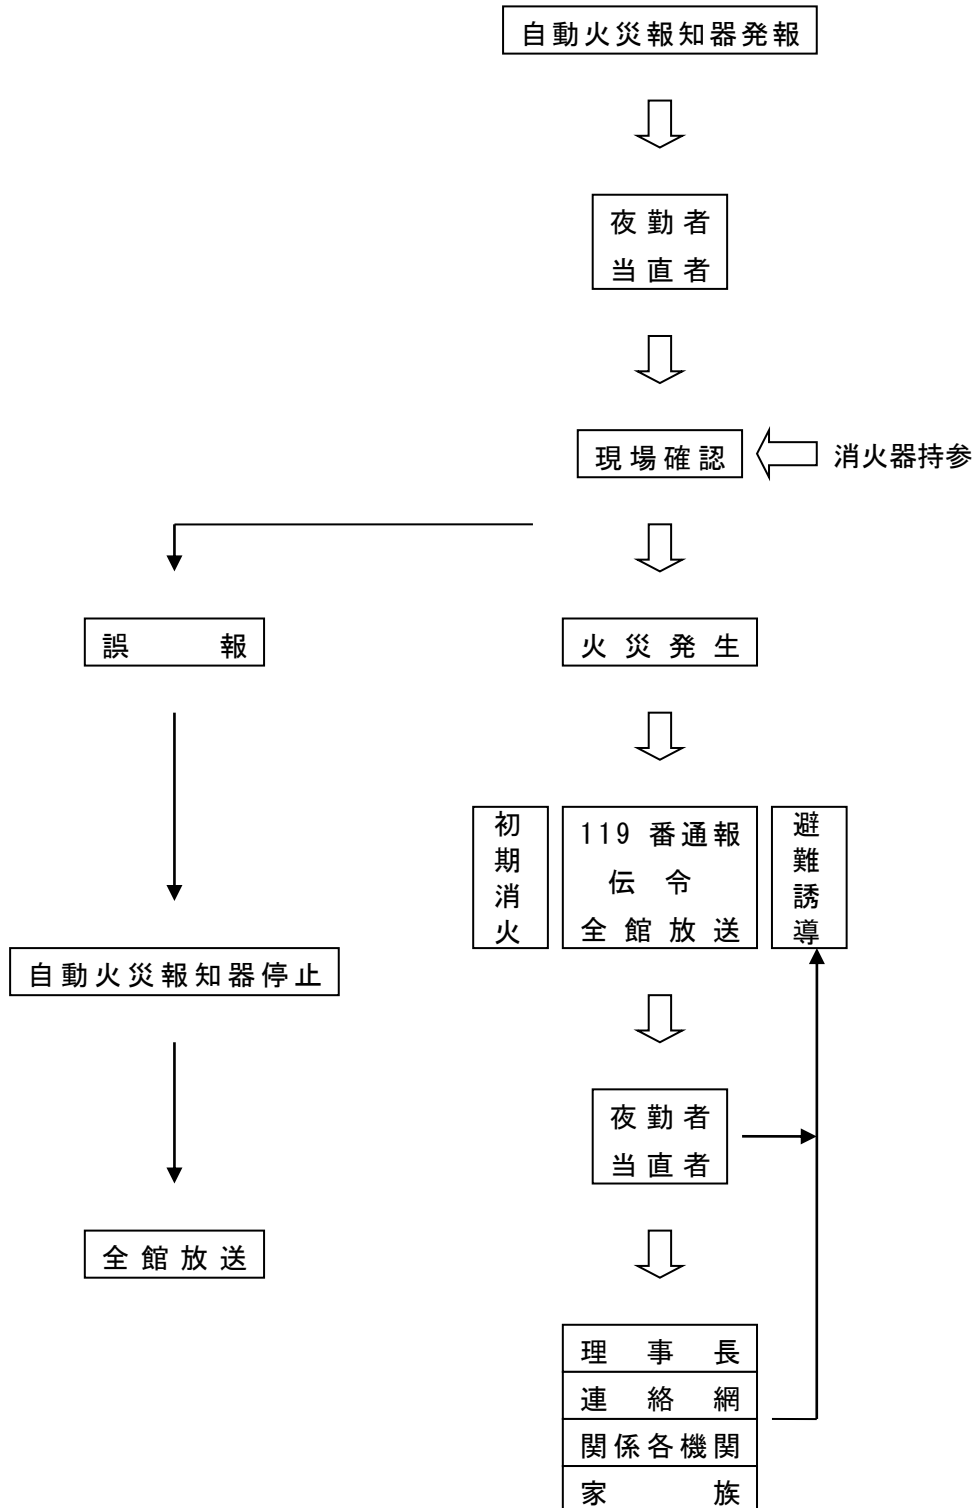 自動火災報知器発報
夜勤者
当直者
現場確認
消火器持参
誤報
火災発生
初期消火
119番通報
伝令
全館放送
避難誘導
自動火災報知器停止
夜勤者
当直者
全館放送
理事長
連絡網
関係各機関
家族